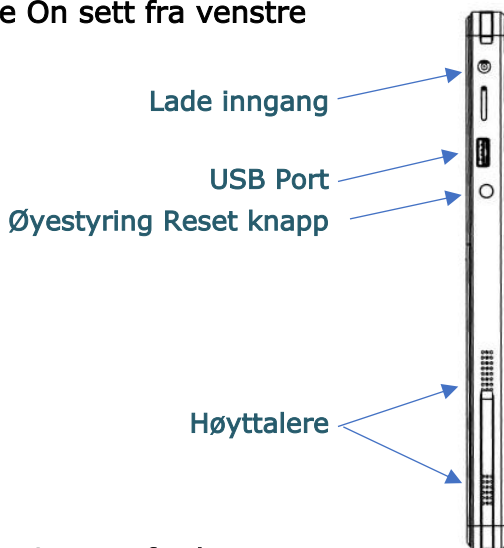 e On sett fra venstre
Lade inngang
USB Port
Øyestyring Reset knapp
Høyttalere